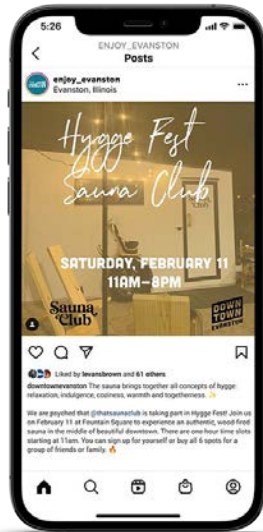 5:26
ENJOY_EVANSTON
Posts
enjoy_evanston
Evanston, Illinois
Hygge Fest
Sauna Club
SATURDAY, FEBRUARY 11
11AM–8PM
Sauna
Club
DOWN
TOWN
EVANSTON
Liked by levansbrown and 61 others
downtownevanston The sauna brings together all concepts of hygge
relaxation, indulgence, coziness, warmth and togetherness. ✨
We are psyched that @thatsaunaclub is taking part in Hygge Fest! Join us
on February 11 at Fountain Square to experience an authentic, wood fired
sauna in the middle of beautiful downtown. There are one hour time slots
starting at 11am. You can sign up for yourself or buy all 6 spots for a
group of friends or family. 🔥